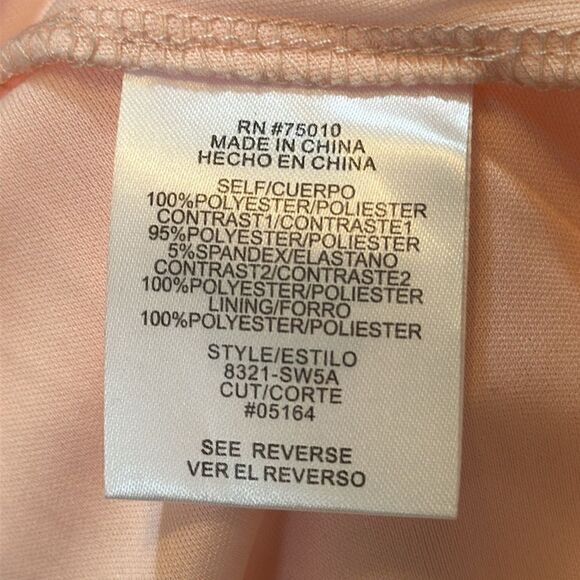 RN #75010
MADE IN CHINA
HECHO EN CHINA
SELF/CUERPO
100%POLYESTER/POLIESTER
CONTRAST1/CONTRASTE1
95%POLYESTER/POLIESTER
5%SPANDEX/ELASTANO
CONTRAST2/CONTRASTE2
100%POLYESTER/POLIESTER
LINING/FORRO
100%POLYESTER/POLIESTER
STYLE/ESTILO
8321-SW5A
CUT/CORTE
#05164
SEE REVERSE
VER EL REVERSO